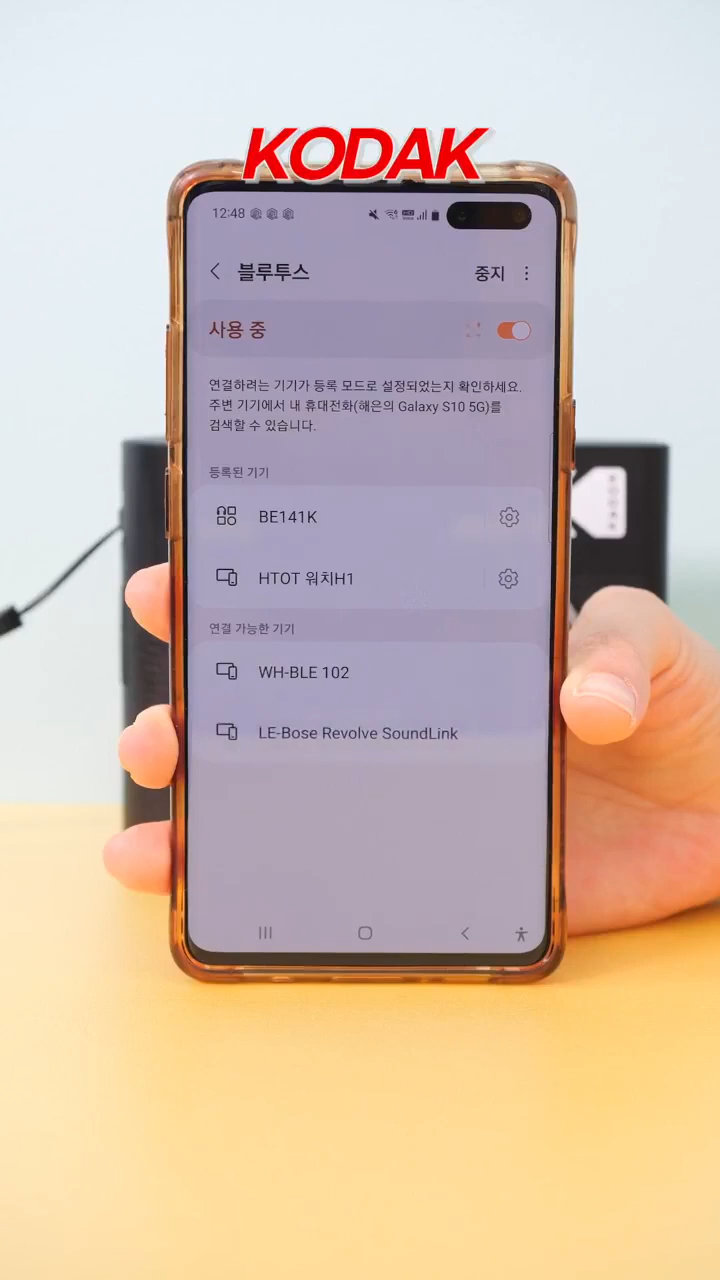 KODAK
12:48
블루투스
중지
사용 중
연결하려는 기기가 등록 모드로 설정되었는지 확인하세요.
주변 기기에서 내 휴대전화(해은의 Galaxy S10 5G)를
검색할 수 있습니다.
등록된 기기
BE141K
HTOT 워치H1
연결 가능한 기기
WH-BLE 102
LE-Bose Revolve SoundLink
KODAK